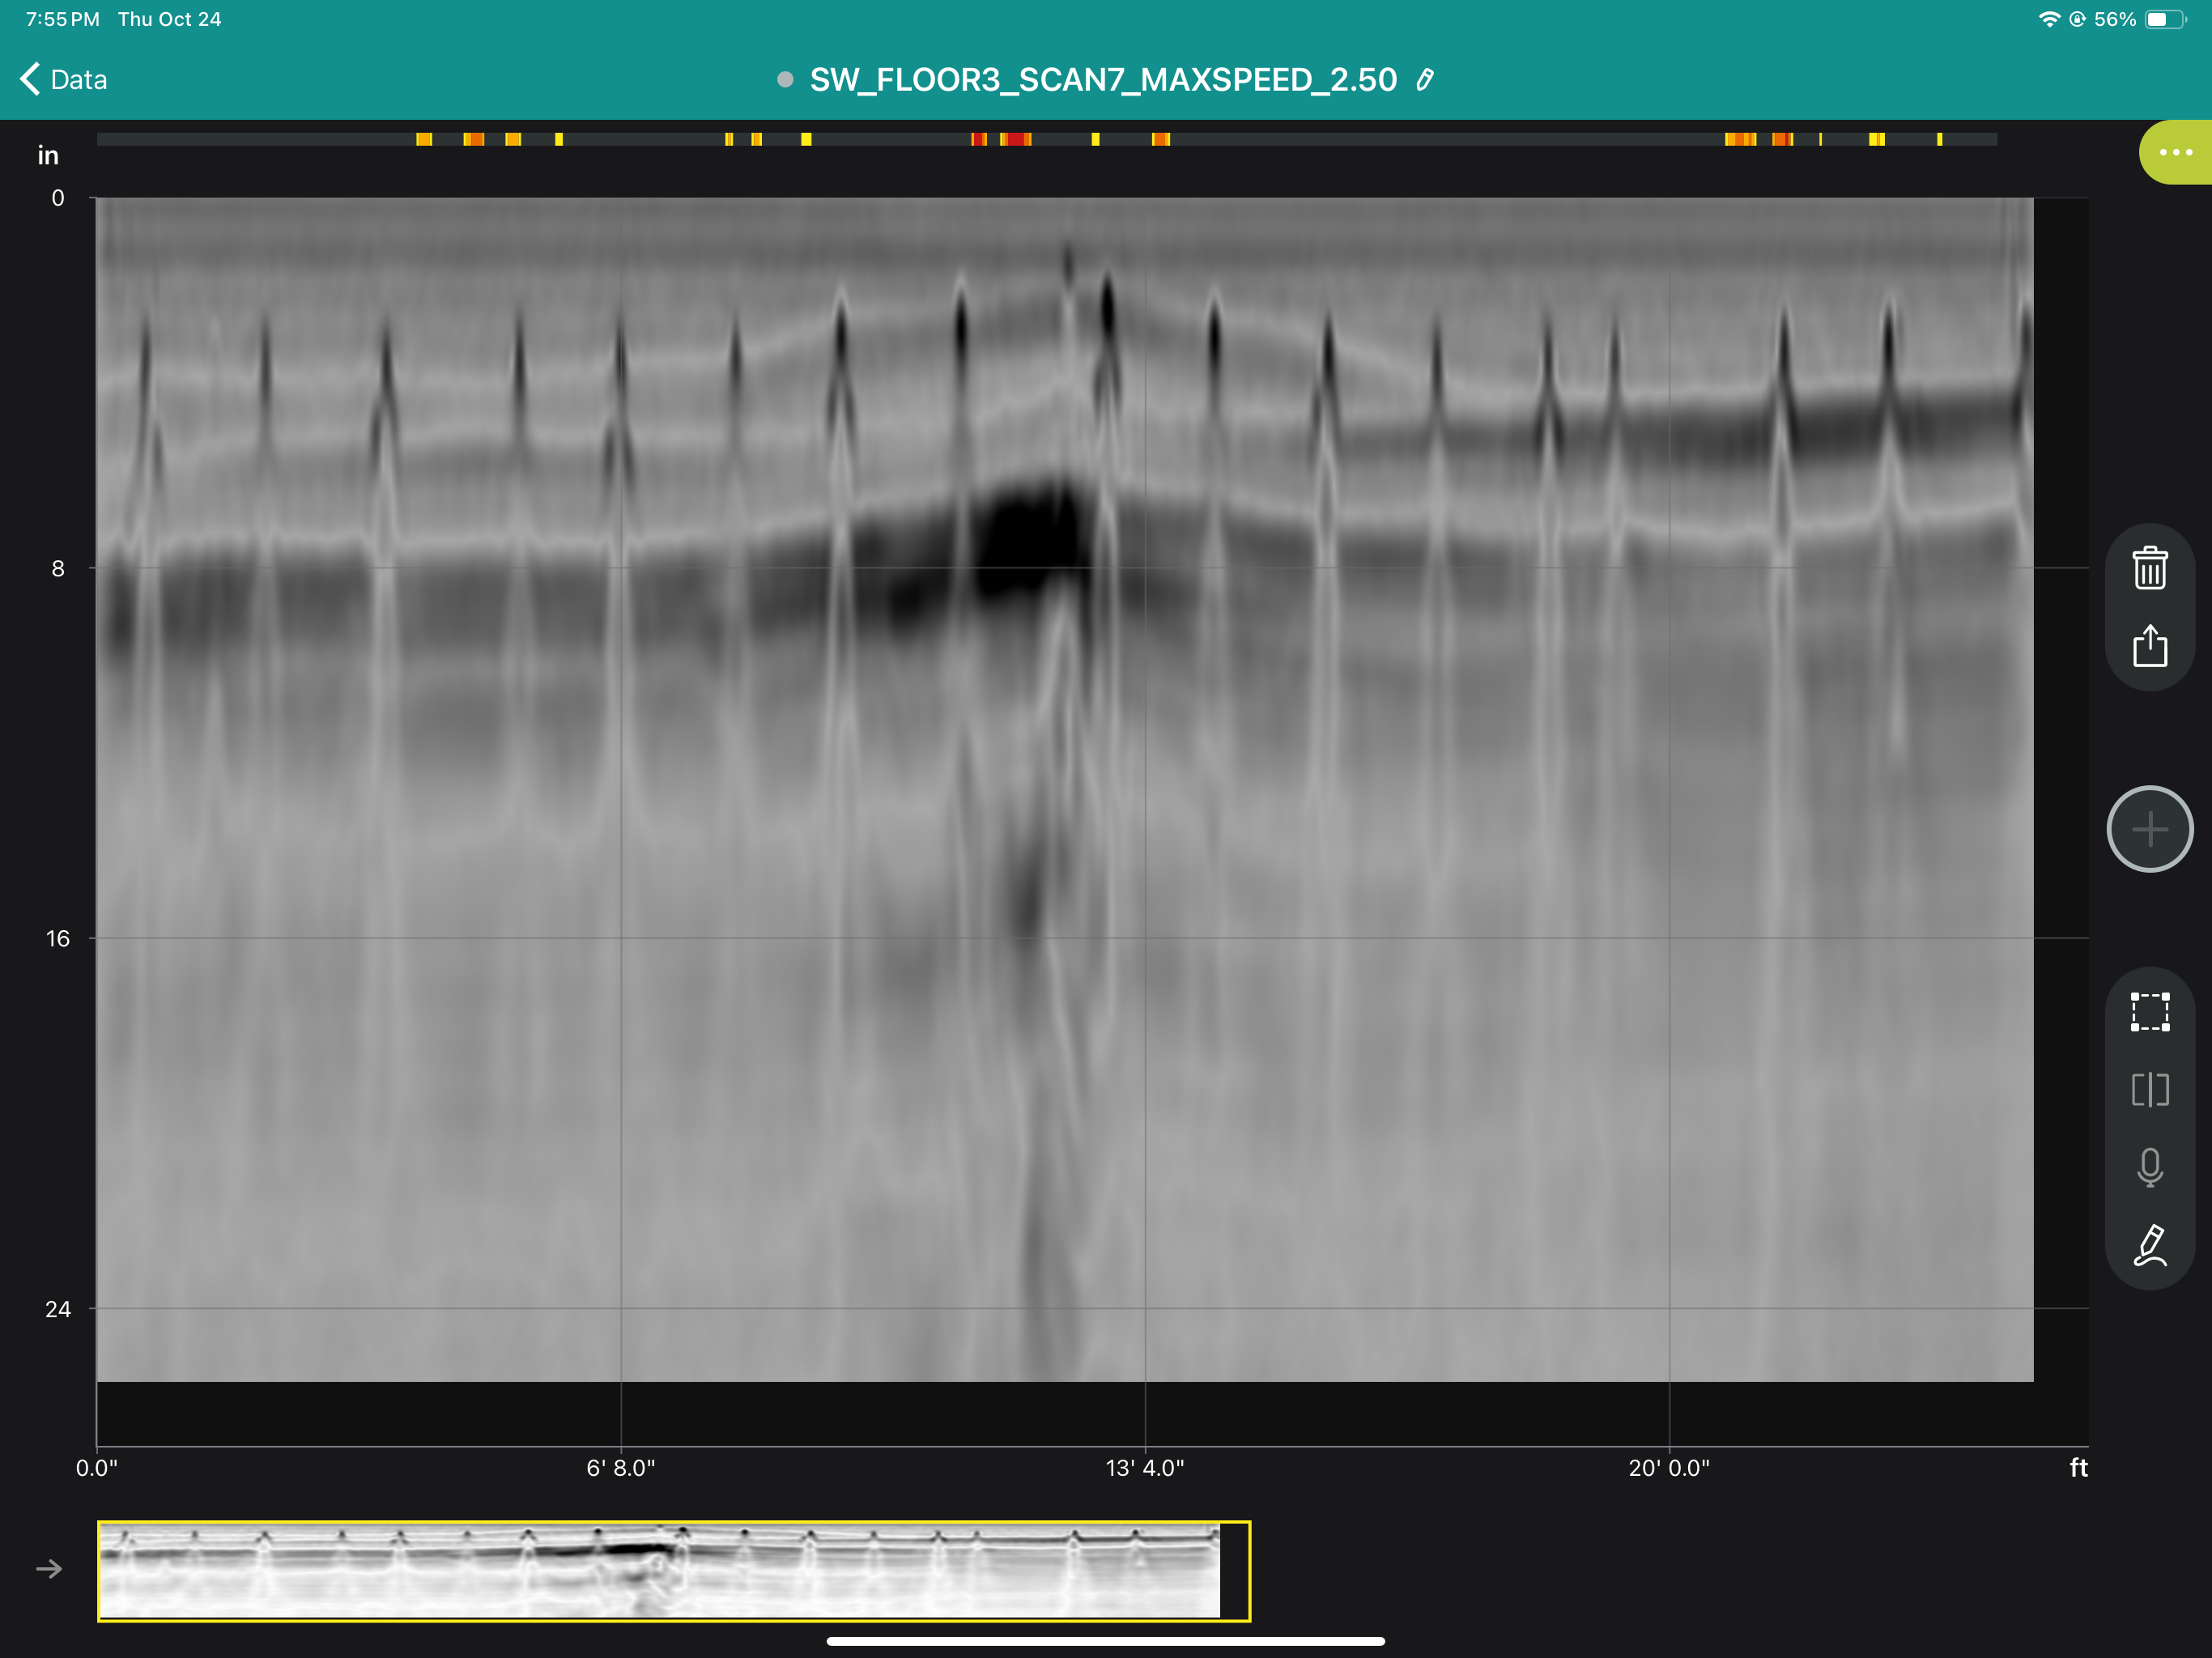 7:55 PM Thu Oct 24
56%
Data
SW_FLOOR3_SCAN7_MAXSPEED_2.50
in
0
8
16
24
0.0" 6' 8.0" 13' 4.0" 20' 0.0" ft